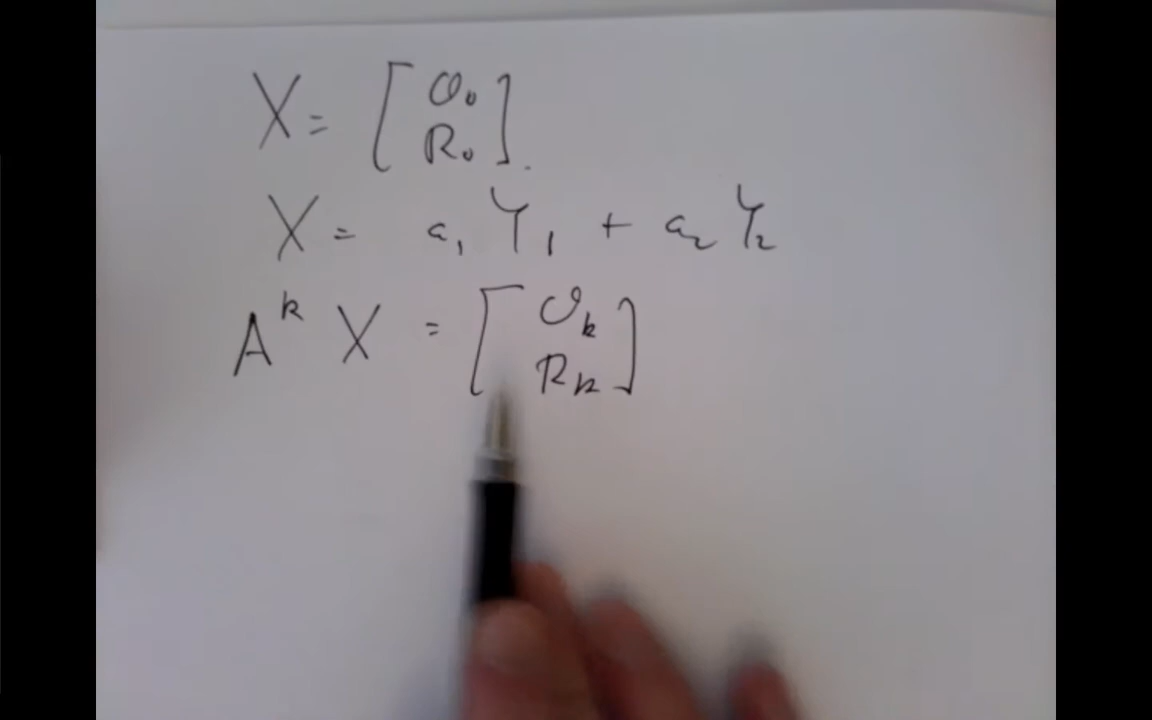 X = [ O₀ R₀ ].
X = a₁ Y₁ + a₂ Y₂
Aᵏ X = [ Oₖ Rₖ ]